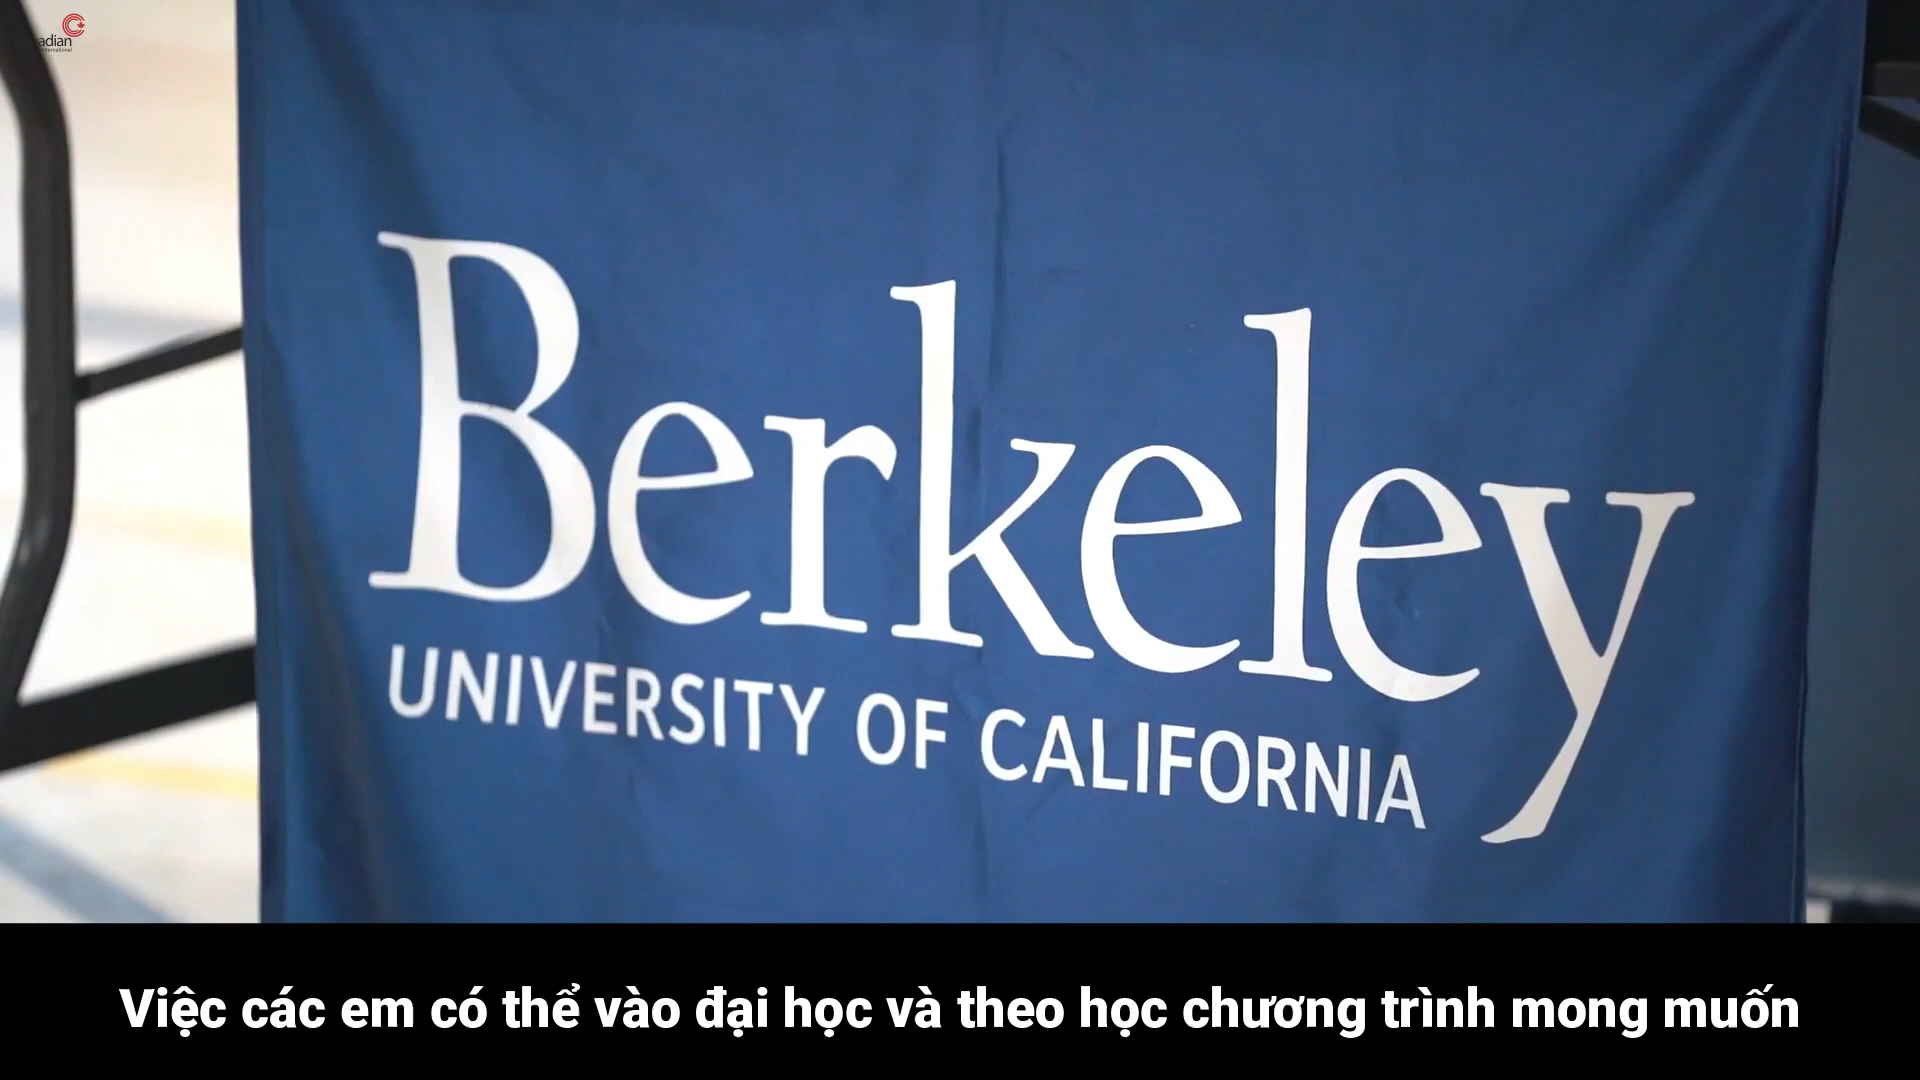 Berkeley
UNIVERSITY OF CALIFORNIA
Việc các em có thể vào đại học và theo học chương trình mong muốn